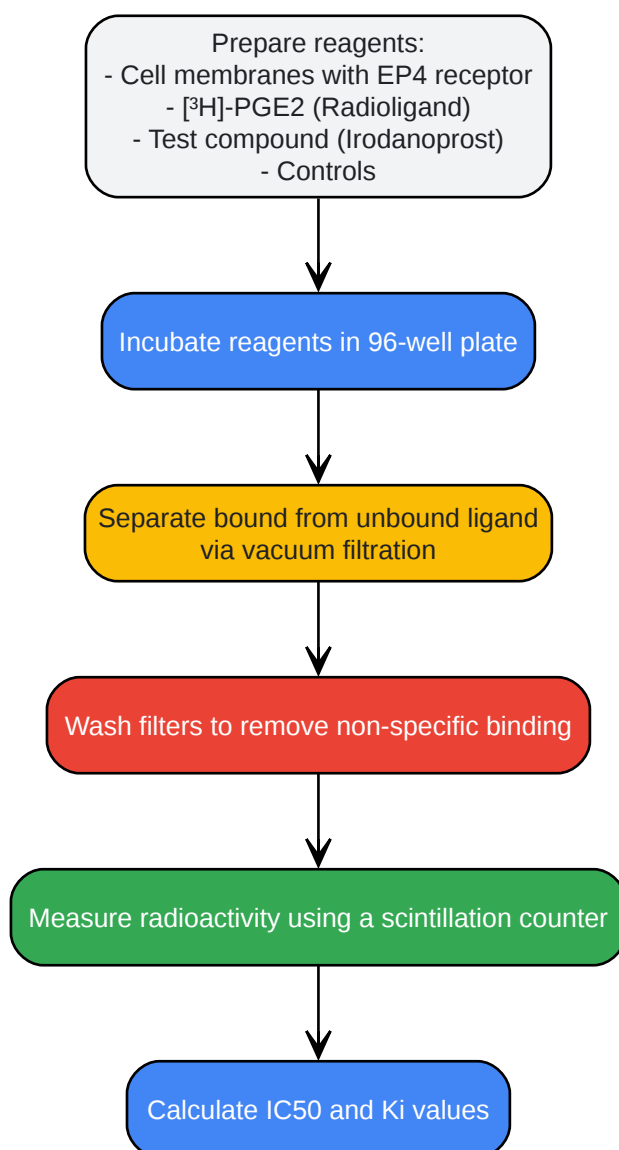 Prepare reagents:
- Cell membranes with EP4 receptor
- [³H]-PGE2 (Radioligand)
- Test compound (Irodanoprost)
- Controls
Incubate reagents in 96-well plate
Separate bound from unbound ligand
via vacuum filtration
Wash filters to remove non-specific binding
Measure radioactivity using a scintillation counter
Calculate IC50 and Ki values